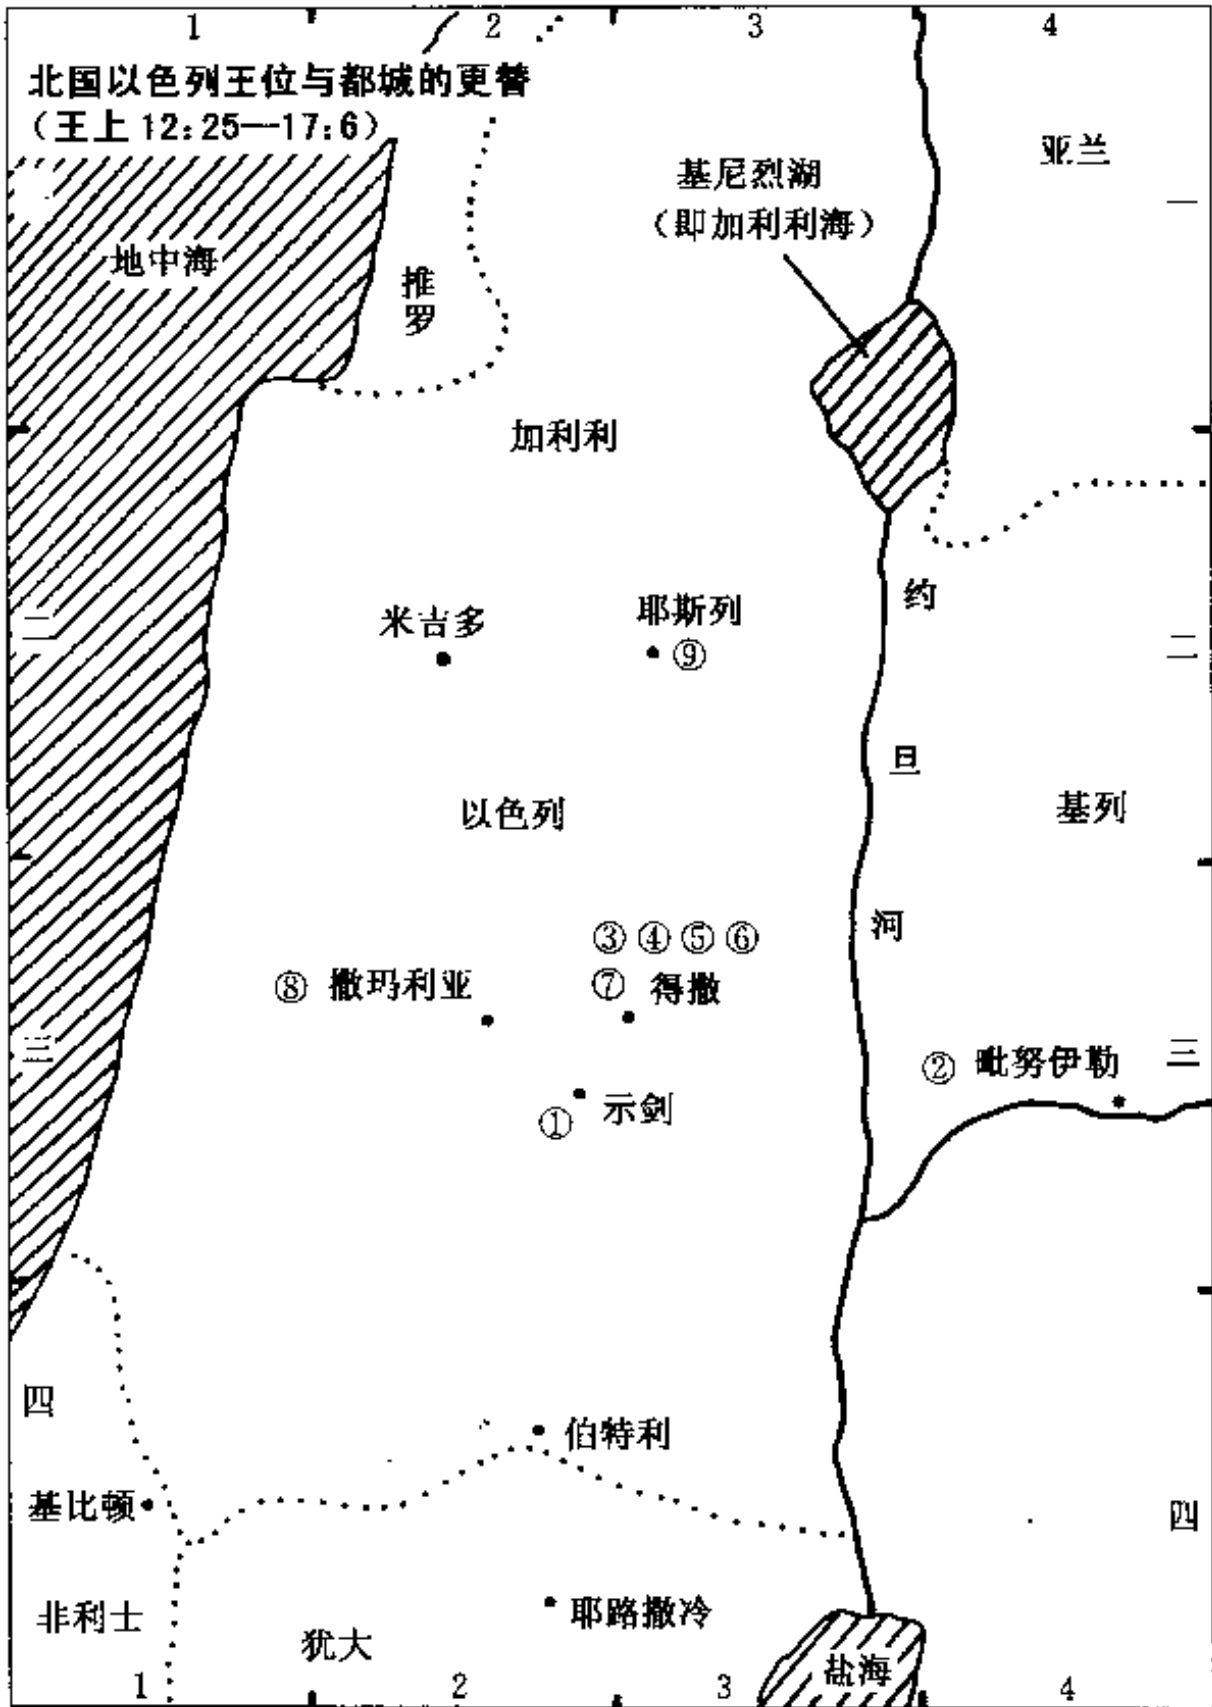 1 2 3 4
北国以色列王位与都城的更替
（王上 12:25—17:6）
亚兰
基尼烈湖
（即加利利海）
一
地中海
推罗
加利利
约旦河
米吉多
耶斯列
⑨
二
二
以色列
基列
③ ④ ⑤ ⑥
⑧ 撒玛利亚
⑦ 得撒
三
② 毗努伊勒
三
① 示剑
四
伯特利
基比顿
四
非利士
耶路撒冷
犹大
盐海
1 2 3 4